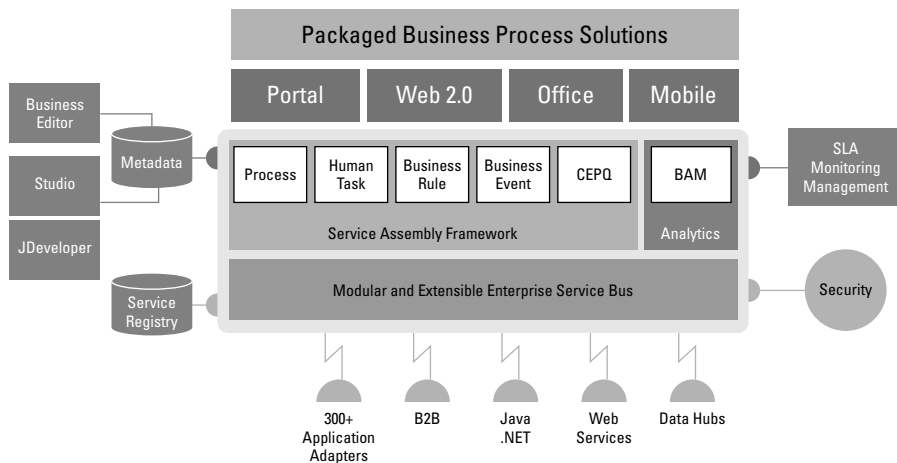 Packaged Business Process Solutions
Portal
Web 2.0
Office
Mobile
Business
Editor
Metadata
Studio
JDeveloper
Service
Registry
Process
Human
Task
Business
Rule
Business
Event
CEPQ
BAM
Service Assembly Framework
Analytics
Modular and Extensible Enterprise Service Bus
SLA
Monitoring
Management
Security
300+
Application
Adapters
B2B
Java
.NET
Web
Services
Data Hubs